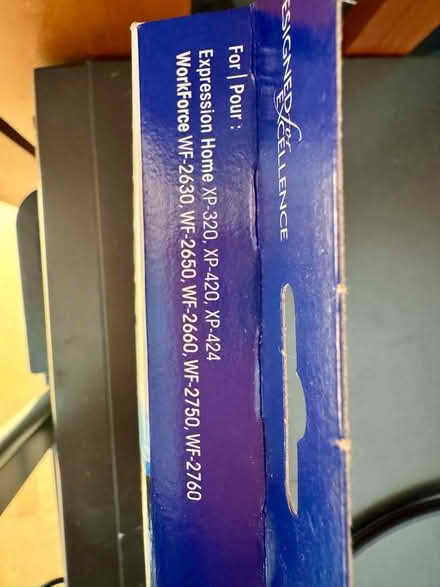 ESIGNED for
EXCELLENCE
For | Pour :
Expression Home XP-320, XP-420, XP-424
WorkForce WF-2630, WF-2650, WF-2660, WF-2750, WF-2760